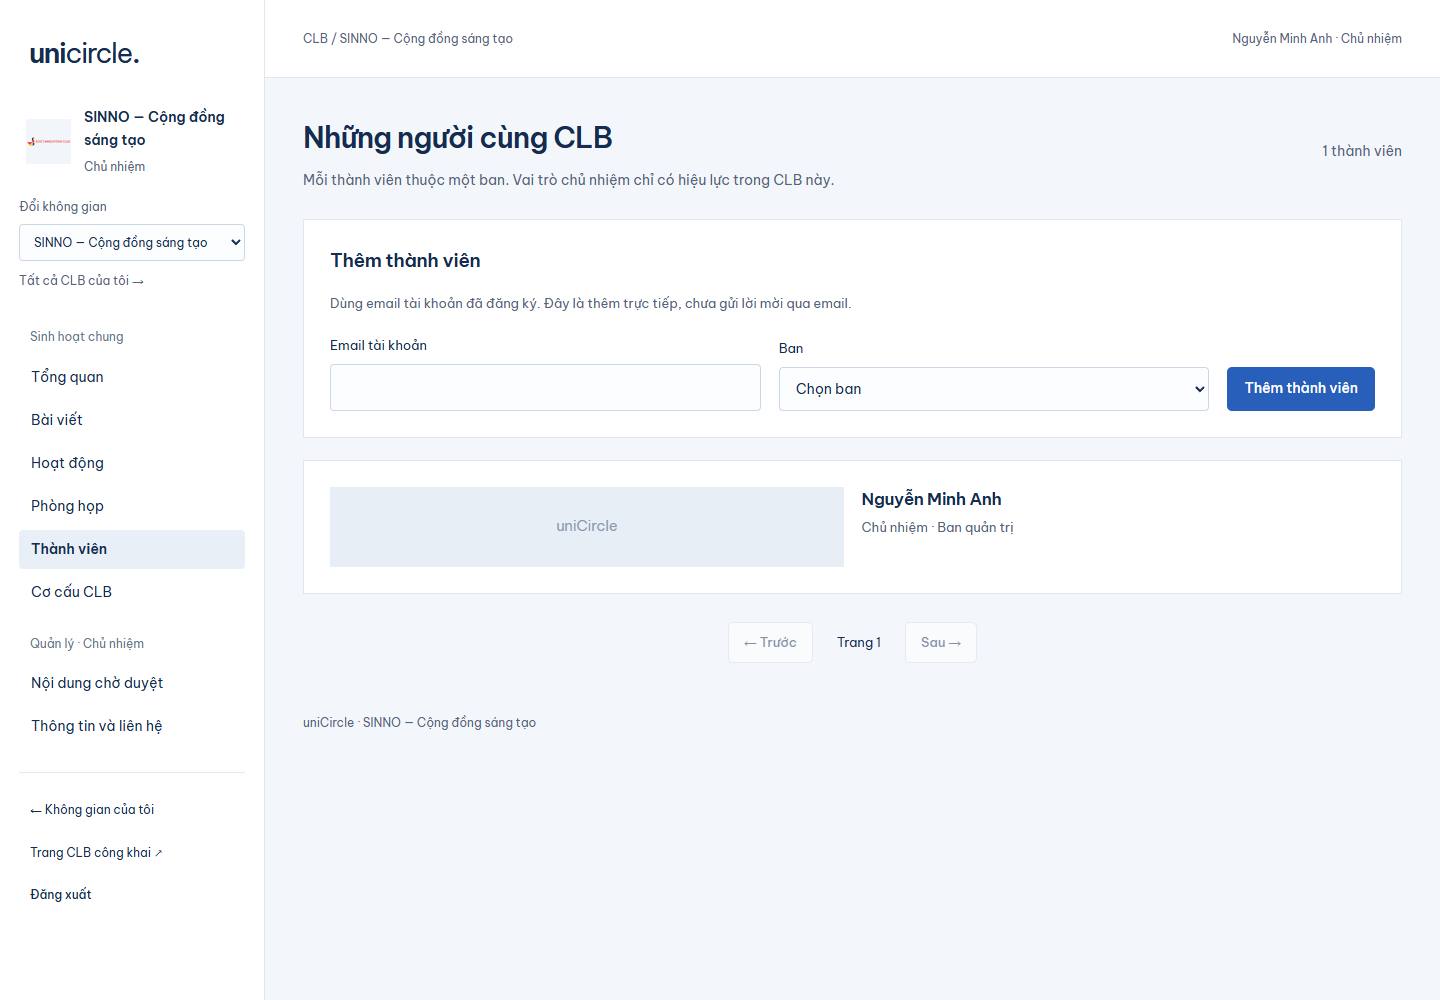 unicircle.
SINNO — Cộng đồng
sáng tạo
Chủ nhiệm
Đổi không gian
SINNO — Cộng đồng sáng tạo
Tất cả CLB của tôi →
Sinh hoạt chung
Tổng quan
Bài viết
Hoạt động
Phòng họp
Thành viên
Cơ cấu CLB
Quản lý · Chủ nhiệm
Nội dung chờ duyệt
Thông tin và liên hệ
← Không gian của tôi
Trang CLB công khai ↗
Đăng xuất
CLB / SINNO — Cộng đồng sáng tạo
Nguyễn Minh Anh · Chủ nhiệm
Những người cùng CLB
1 thành viên
Mỗi thành viên thuộc một ban. Vai trò chủ nhiệm chỉ có hiệu lực trong CLB này.
Thêm thành viên
Dùng email tài khoản đã đăng ký. Đây là thêm trực tiếp, chưa gửi lời mời qua email.
Email tài khoản
Ban
Chọn ban
Thêm thành viên
uniCircle
Nguyễn Minh Anh
Chủ nhiệm · Ban quản trị
← Trước
Trang 1
Sau →
uniCircle · SINNO — Cộng đồng sáng tạo